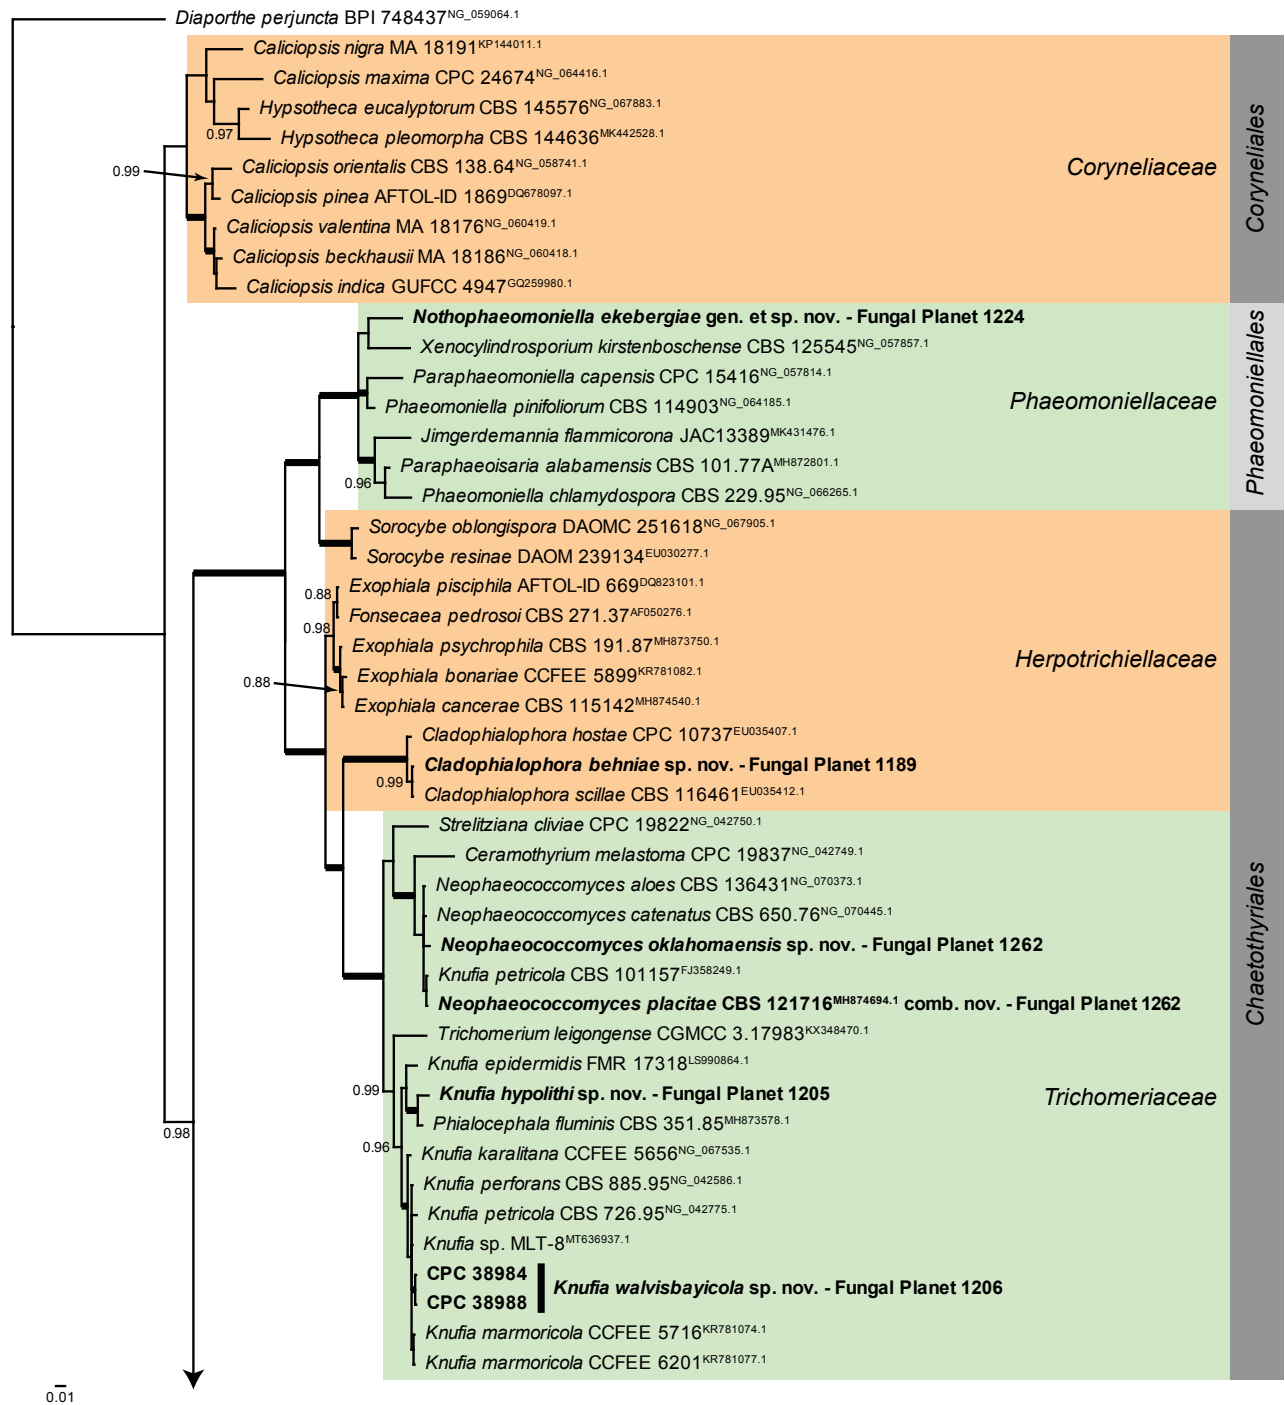 Diaporthe perjuncta BPI 748437NG_059064.1
Caliciopsis nigra MA 18191KP144011.1
Caliciopsis maxima CPC 24674NG_064416.1
Hypsotheca eucalyptorum CBS 145576NG_067883.1
0.97
Hypsotheca pleomorpha CBS 144636MK442528.1
0.99
Caliciopsis orientalis CBS 138.64NG_058741.1
Coryneliaceae
Coryneliales
Caliciopsis pinea AFTOL-ID 1869DQ678097.1
Caliciopsis valentina MA 18176NG_060419.1
Caliciopsis beckhausii MA 18186NG_060418.1
Caliciopsis indica GUFCC 4947GQ259980.1
Nothophaeomoniella ekebergiae gen. et sp. nov. - Fungal Planet 1224
Xenocylindrosporium kirstenboschense CBS 125545NG_057857.1
Paraphaeomoniella capensis CPC 15416NG_057814.1
Phaeomoniellaceae
Phaeomoniellales
Phaeomoniella pinifoliorum CBS 114903NG_064185.1
Jimgerdemannia flammicorona JAC13389MK431476.1
Paraphaeoisaria alabamensis CBS 101.77AMH872801.1
0.96
Phaeomoniella chlamydospora CBS 229.95NG_066265.1
Sorocybe oblongispora DAOMC 251618NG_067905.1
Sorocybe resinae DAOM 239134EU030277.1
Exophiala pisciphila AFTOL-ID 669DQ823101.1
0.88
Fonsecaea pedrosoi CBS 271.37AF050276.1
0.98
Exophiala psychrophila CBS 191.87MH873750.1
Herpotrichiellaceae
Exophiala bonariae CCFEE 5899KR781082.1
0.88
Exophiala cancerae CBS 115142MH874540.1
Cladophialophora hostae CPC 10737EU035407.1
Cladophialophora behniae sp. nov. - Fungal Planet 1189
0.99
Cladophialophora scillae CBS 116461EU035412.1
Strelitziana cliviae CPC 19822NG_042750.1
Ceramothyrium melastoma CPC 19837NG_042749.1
Neophaeococcomyces aloes CBS 136431NG_070373.1
Chaetothyriales
Neophaeococcomyces catenatus CBS 650.76NG_070445.1
Neophaeococcomyces oklahomaensis sp. nov. - Fungal Planet 1262
Knufia petricola CBS 101157FJ358249.1
Neophaeococcomyces placitae CBS 121716MH874694.1 comb. nov. - Fungal Planet 1262
Trichomerium leigongense CGMCC 3.17983KX348470.1
Knufia epidermidis FMR 17318LS990864.1
0.99
Knufia hypolithi sp. nov. - Fungal Planet 1205
Trichomeriaceae
Phialocephala fluminis CBS 351.85MH873578.1
0.98
0.96
Knufia karalitana CCFEE 5656NG_067535.1
Knufia perforans CBS 885.95NG_042586.1
Knufia petricola CBS 726.95NG_042775.1
Knufia sp. MLT-8MT636937.1
CPC 38984
Knufia walvisbayicola sp. nov. - Fungal Planet 1206
CPC 38988
Knufia marmoricola CCFEE 5716KR781074.1
Knufia marmoricola CCFEE 6201KR781077.1
0.01